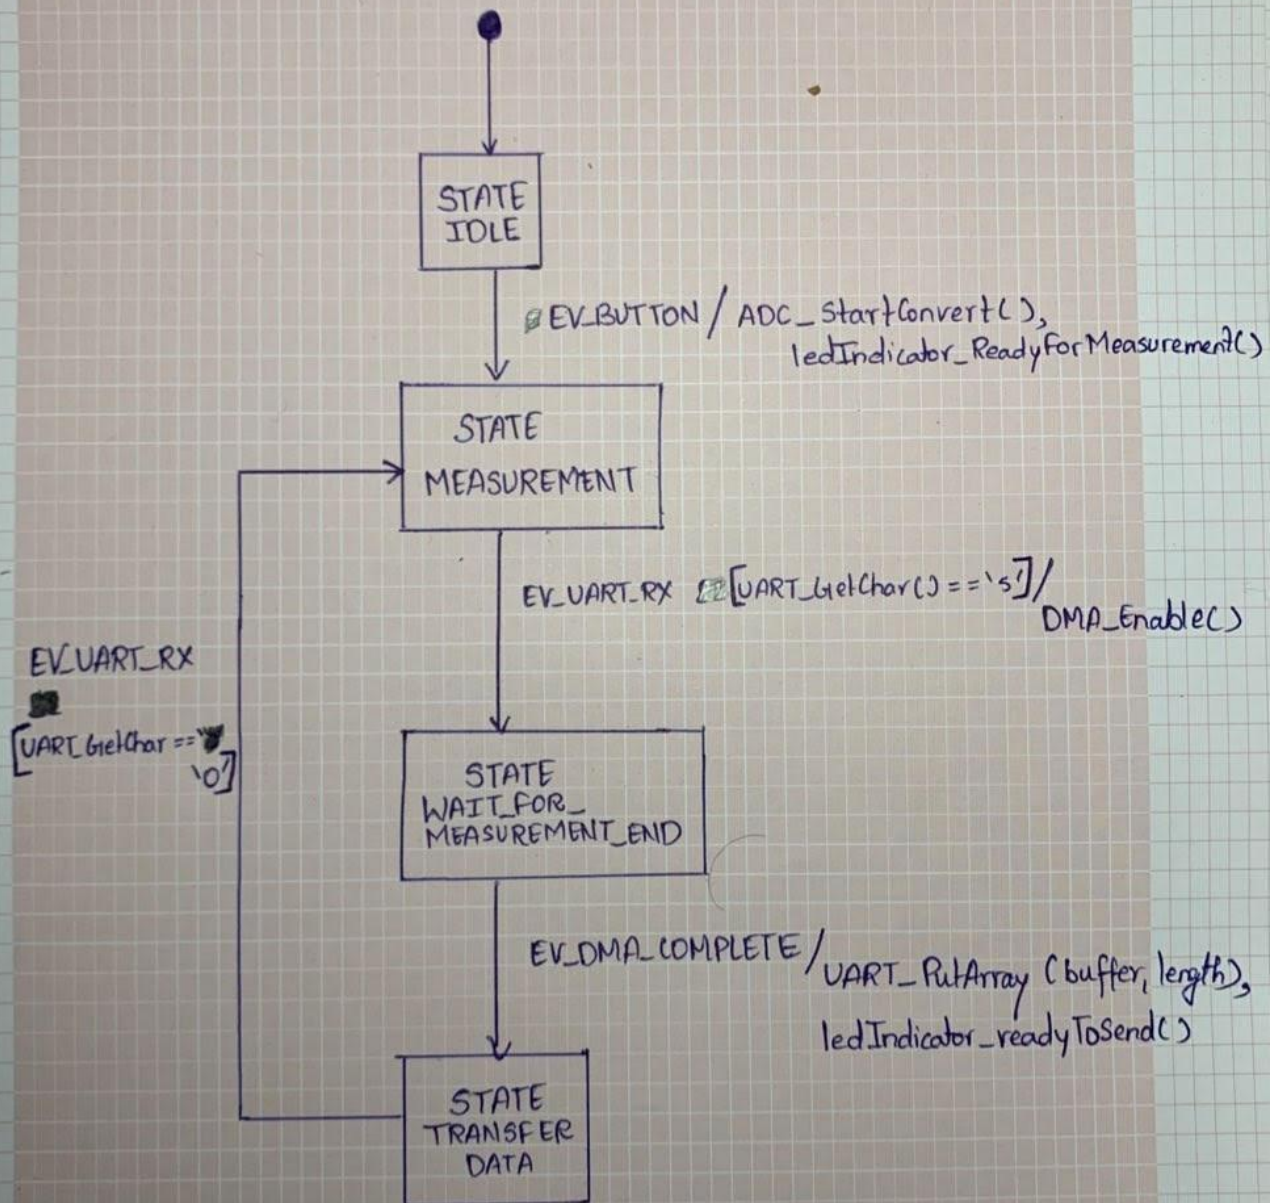 STATE
IDLE
EV_BUTTON / ADC_StartConvert(),
ledIndicator_ReadyForMeasurement()
STATE
MEASUREMENT
EV_UART_RX [UART_GetChar()=='s']/
DMA_Enable()
EV_UART_RX
[UART_GetChar ==
'0']
STATE
WAIT_FOR_
MEASUREMENT_END
EV_DMA_COMPLETE /
UART_PutArray (buffer, length),
ledIndicator_readyToSend()
STATE
TRANSFER
DATA